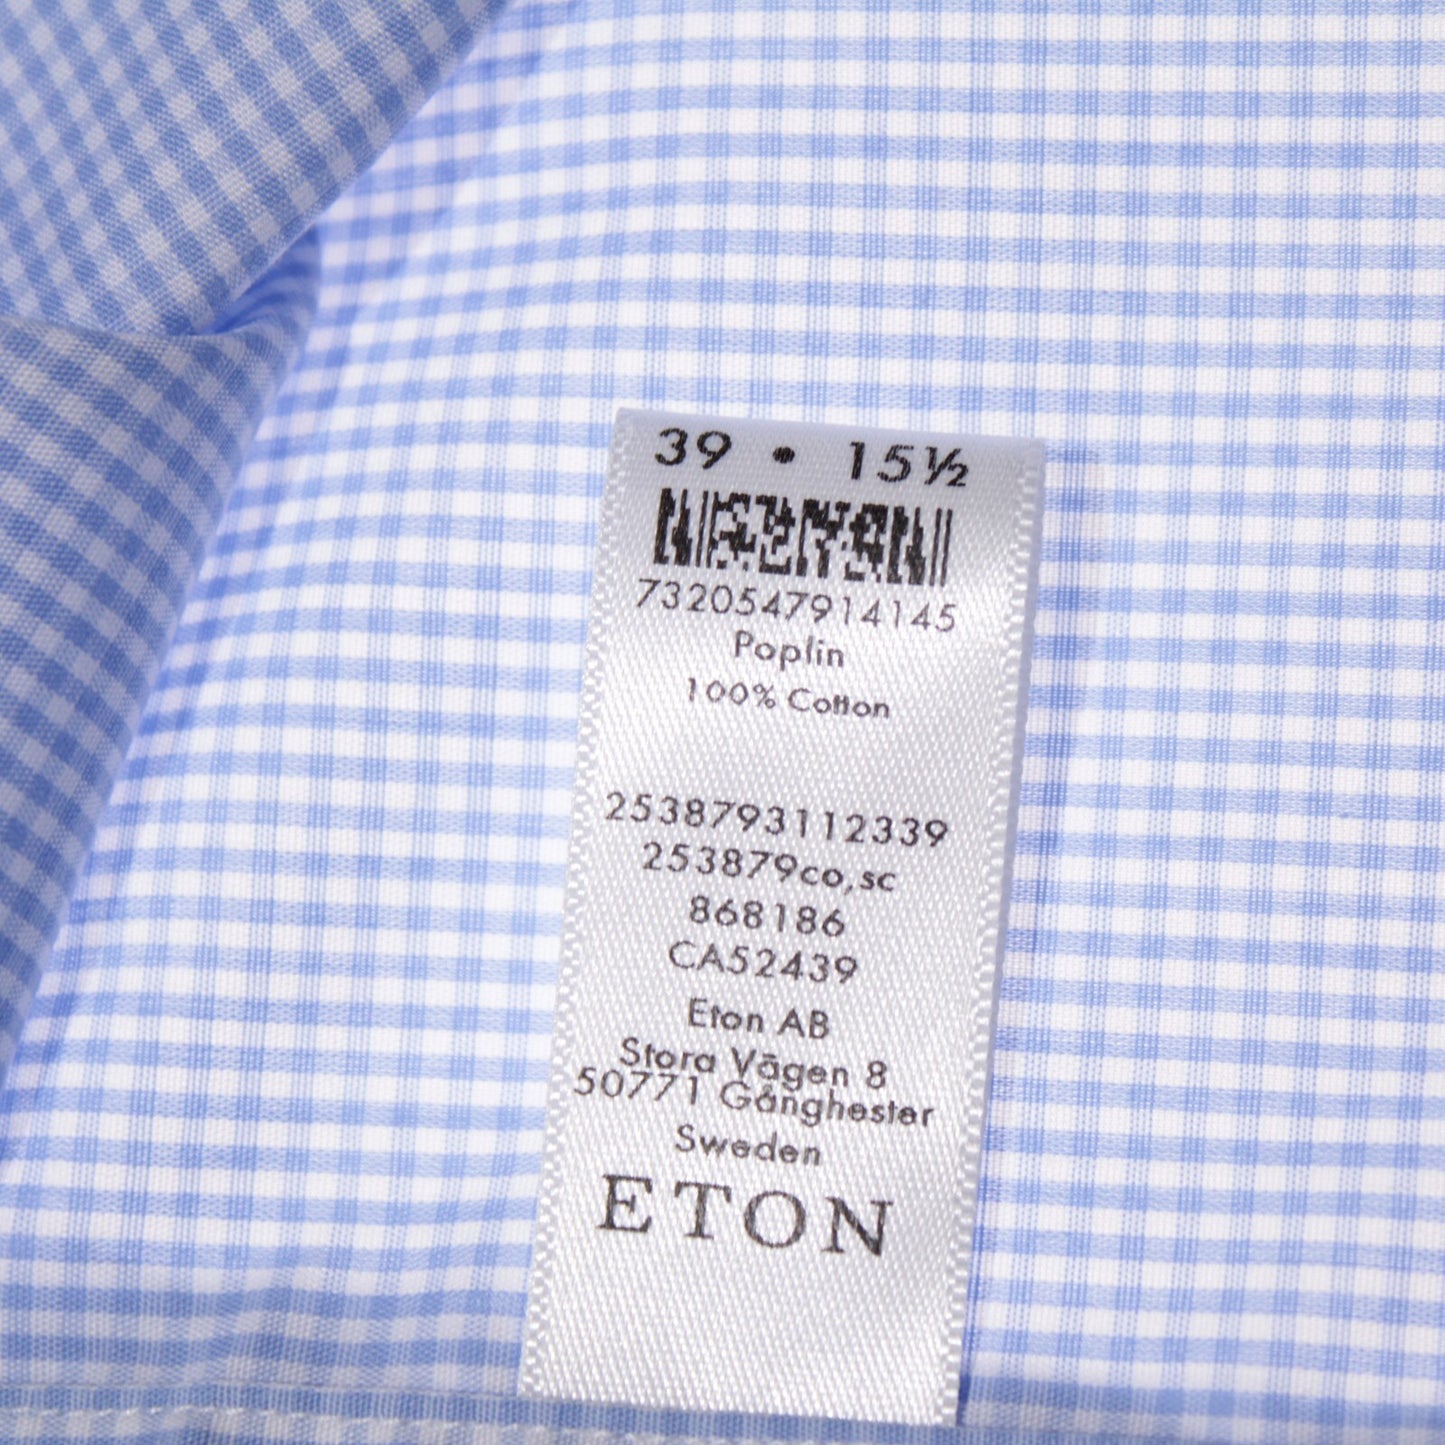 39 • 15½
7320547914145
Poplin
100% Cotton
2538793112339
253879co,sc
868186
CA52439
Eton AB
Stora Vägen 8
50771 Gånghester
Sweden
ETON